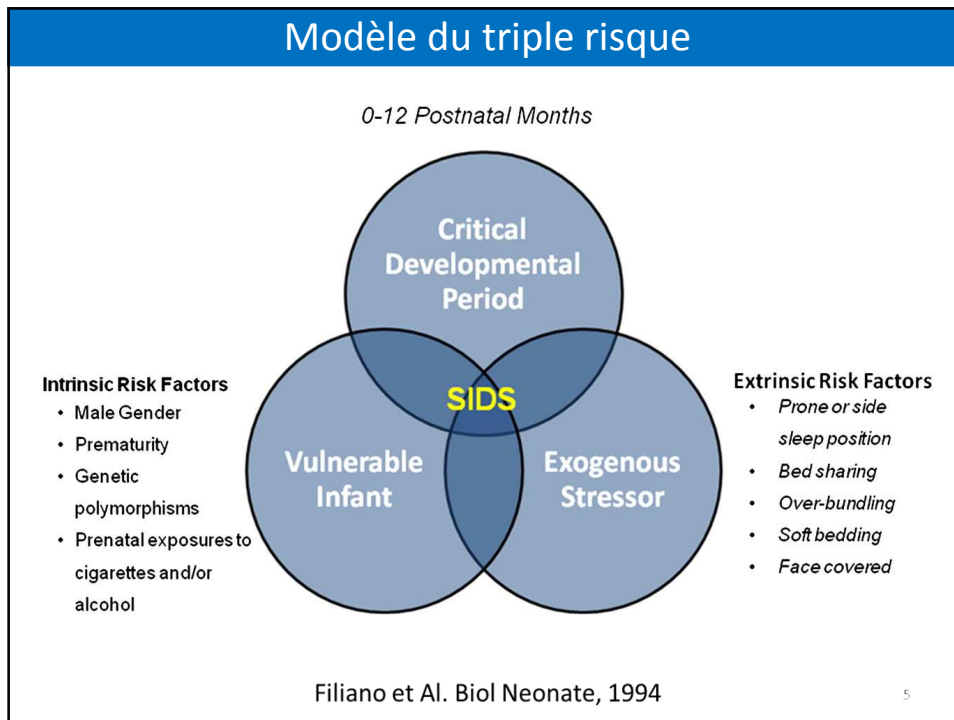 Modèle du triple risque
0-12 Postnatal Months
Critical
Developmental
Period
Intrinsic Risk Factors
• Male Gender
• Prematurity
• Genetic
polymorphisms
• Prenatal exposures to
cigarettes and/or
alcohol
SIDS
Vulnerable
Infant
Exogenous
Stressor
Extrinsic Risk Factors
• Prone or side
sleep position
• Bed sharing
• Over-bundling
• Soft bedding
• Face covered
Filiano et Al. Biol Neonate, 1994
5